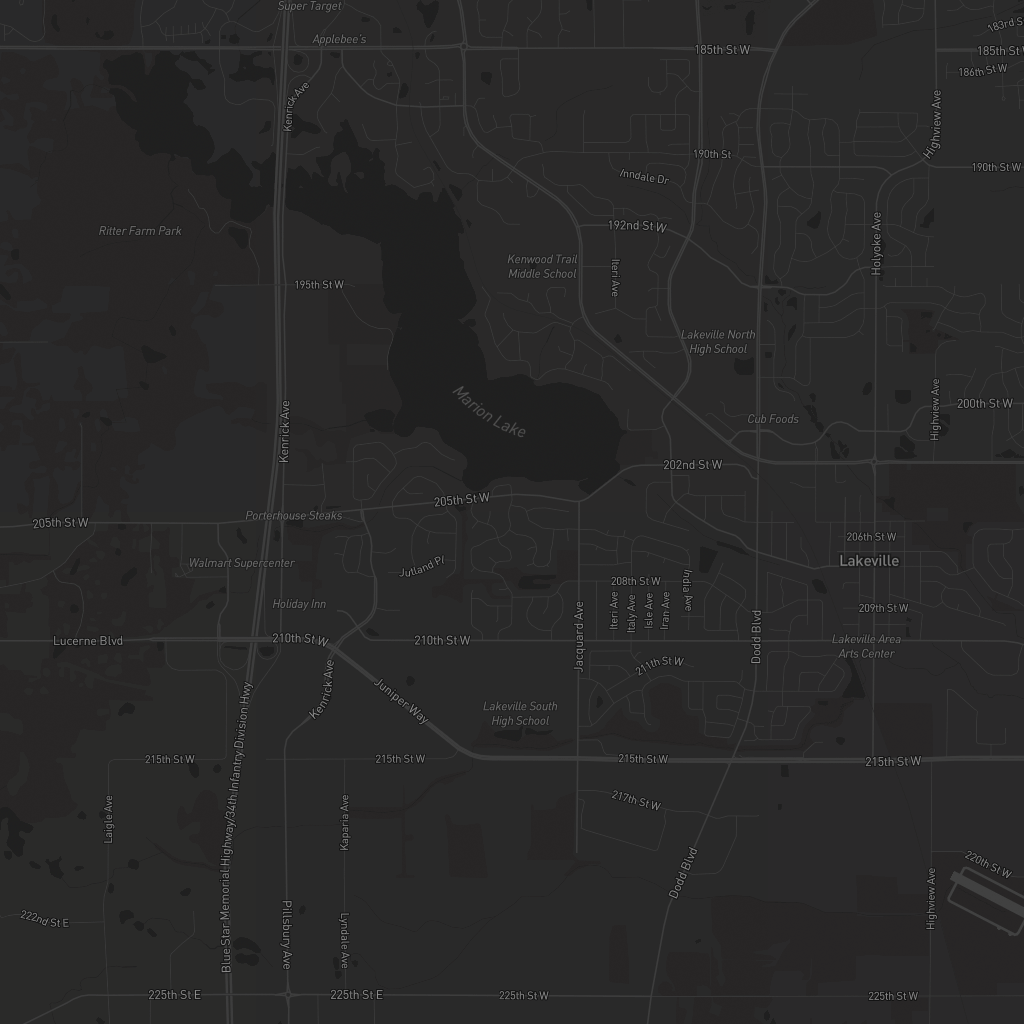 Super Target
Applebee's
183rd S
185th St W
185th St W
186th St W
Kenrick Ave
Highview Ave
190th St
190th St W
Inndale Dr
Ritter Farm Park
192nd St W
Holyoke Ave
Kenwood Trail
Middle School
Iteri Ave
195th St W
Lakeville North
High School
Marion Lake
Kenrick Ave
Highview Ave
200th St W
Cub Foods
202nd St W
205th St W
Porterhouse Steaks
205th St W
206th St W
Lakeville
Walmart Supercenter
Jutland Pl
208th St W
India Ave
Iteri Ave
Italy Ave
Isle Ave
Iran Ave
Holiday Inn
209th St W
Jacquard Ave
Dodd Blvd
Lucerne Blvd
210th St W
210th St W
Lakeville Area
Arts Center
211th St W
Kenrick Ave
Juniper Way
Lakeville South
High School
Blue Star Memorial Highway/34th Infantry Division Hwy
215th St W
215th St W
215th St W
215th St W
Laigle Ave
Kaparia Ave
217th St W
Dodd Blvd
220th St W
Highview Ave
222nd St E
Pillsbury Ave
Lyndale Ave
225th St E
225th St E
225th St W
225th St W